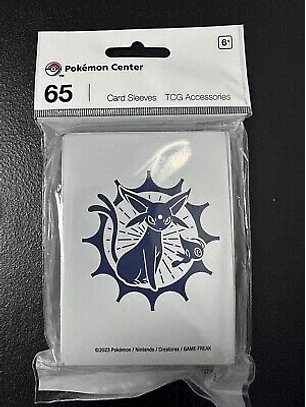 Pokémon Center
6+
65
Card Sleeves TCG Accessories
©2023 Pokémon / Nintendo / Creatures / GAME FREAK